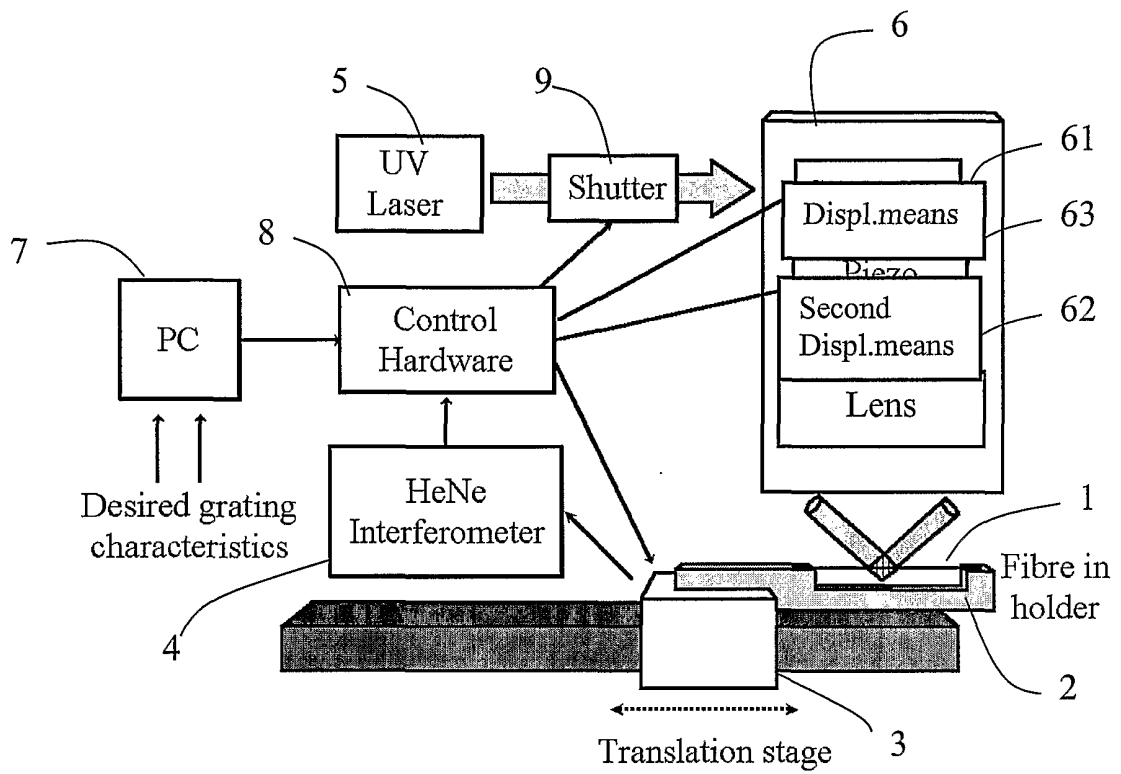 6
5
9
UV
Laser
Shutter
61
Displ.means
63
7
8
Piezo
PC
Control
Hardware
Second
Displ.means
62
Lens
Desired grating
characteristics
HeNe
Interferometer
1
Fibre in
holder
4
2
3
Translation stage